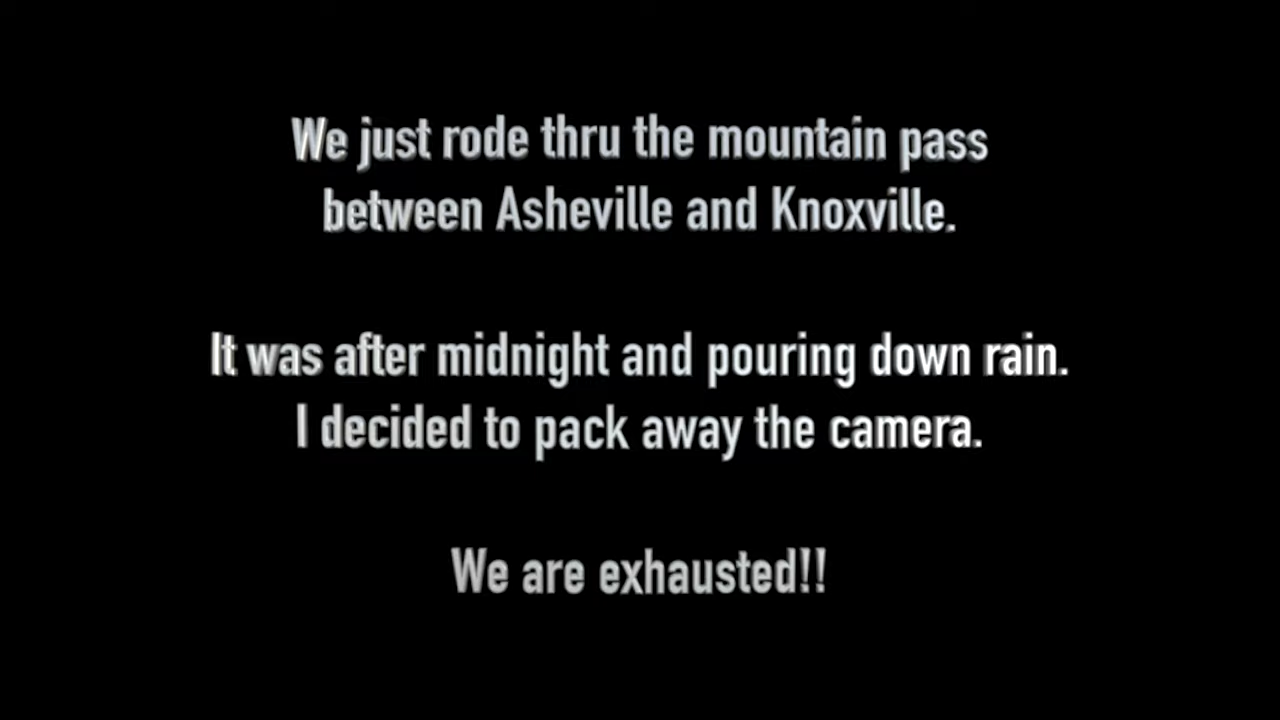 We just rode thru the mountain pass
between Asheville and Knoxville.
It was after midnight and pouring down rain.
I decided to pack away the camera.
We are exhausted!!